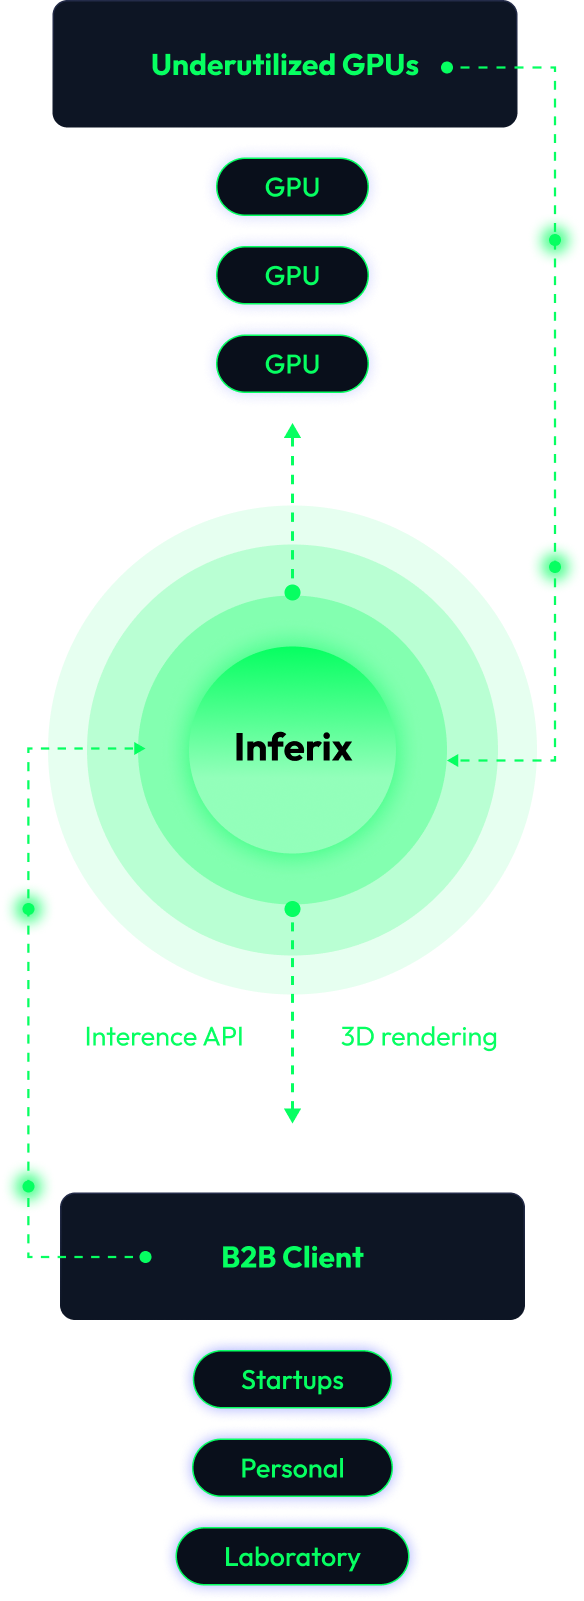 Underutilized GPUs
GPU
GPU
GPU
Inferix
Interence API
3D rendering
B2B Client
Startups
Personal
Laboratory